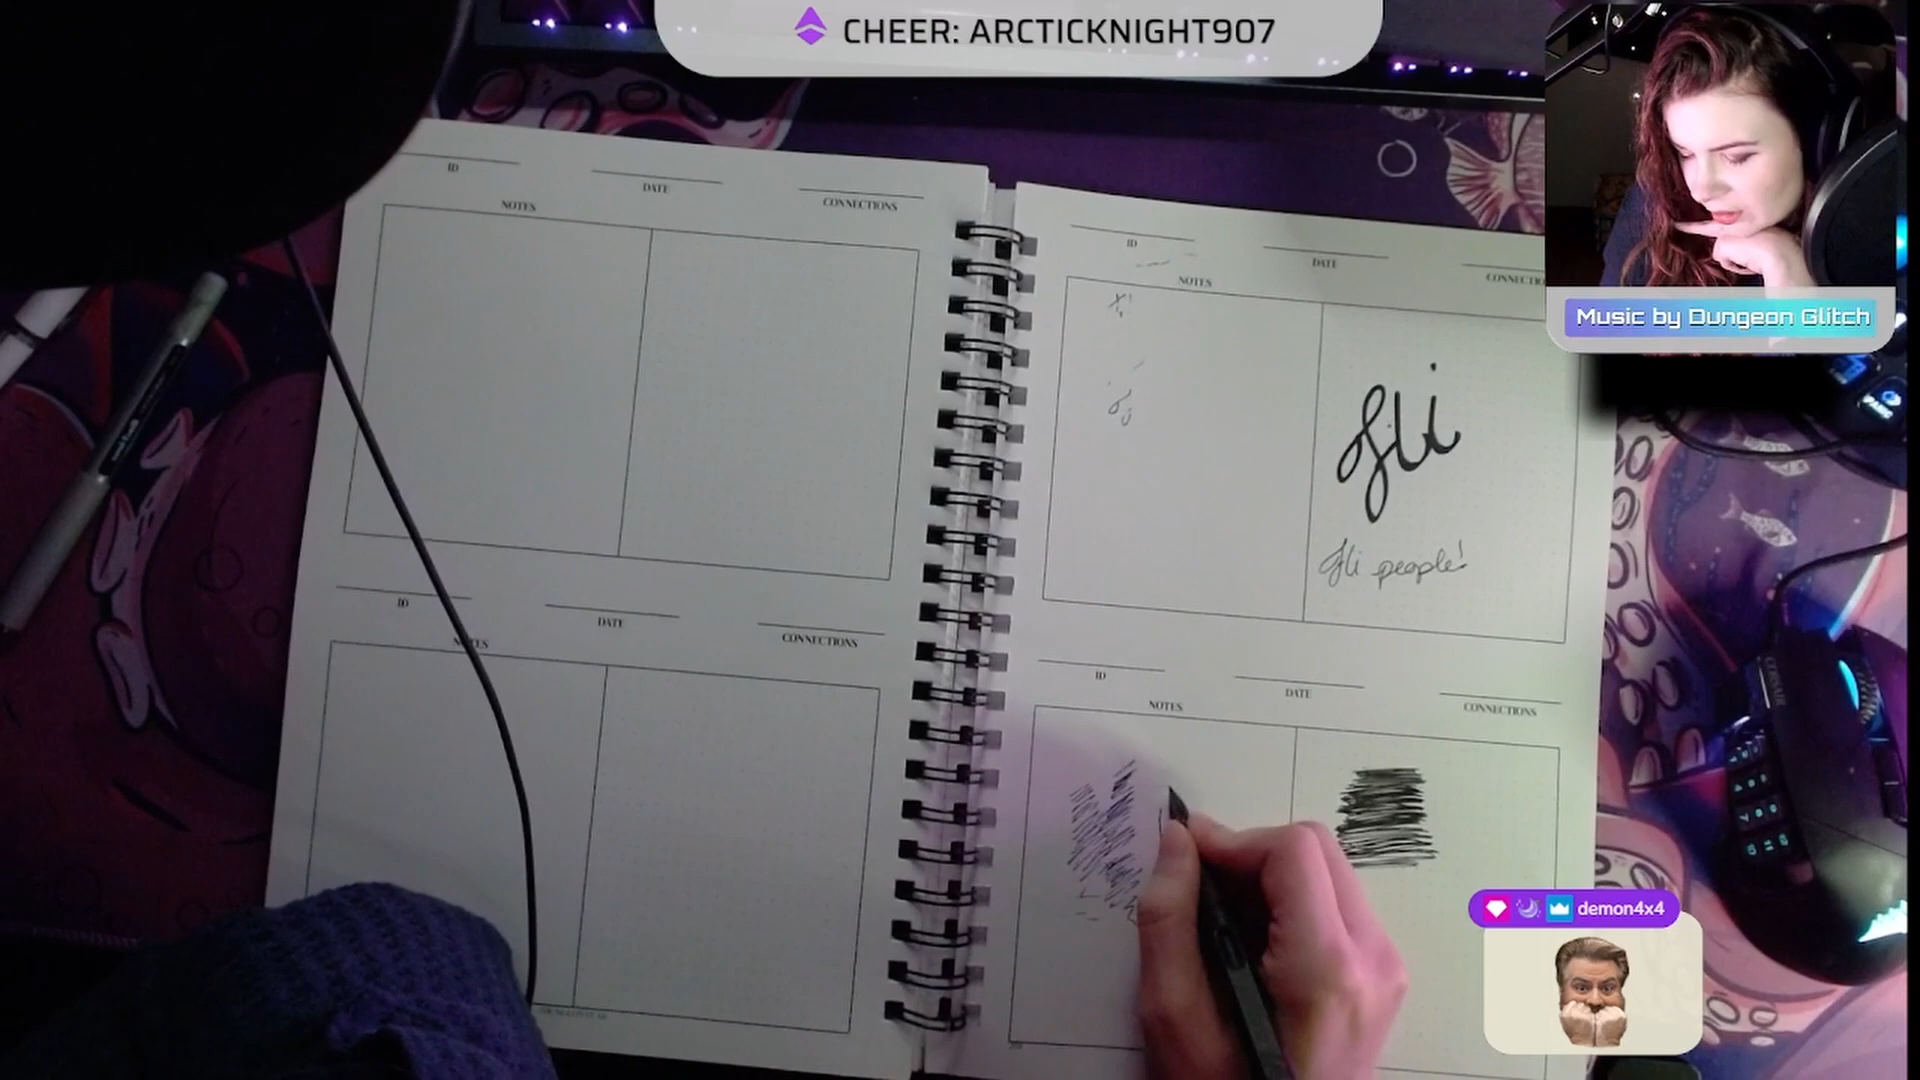 CHEER: ARCTICKNIGHT907
Music by Dungeon Glitch
ID
DATE
CONNECTIONS
NOTES
ID
DATE
CONNECTIONS
NOTES
ID
DATE
NOTES
Hi
Hi people!
ID
DATE
CONNECTIONS
NOTES
CORSAIR
demon4x4